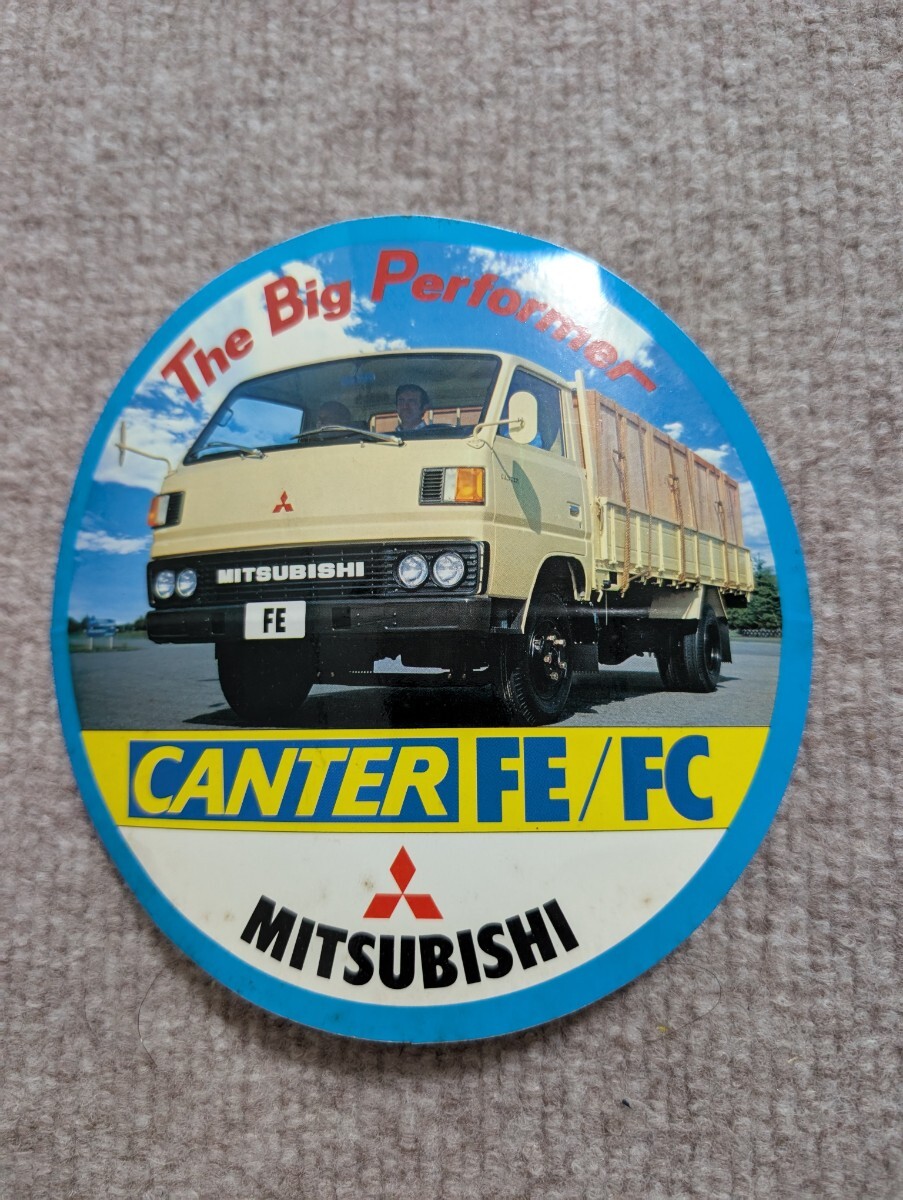 The Big Performer
MITSUBISHI
FE
CANTER FE/FC
MITSUBISHI